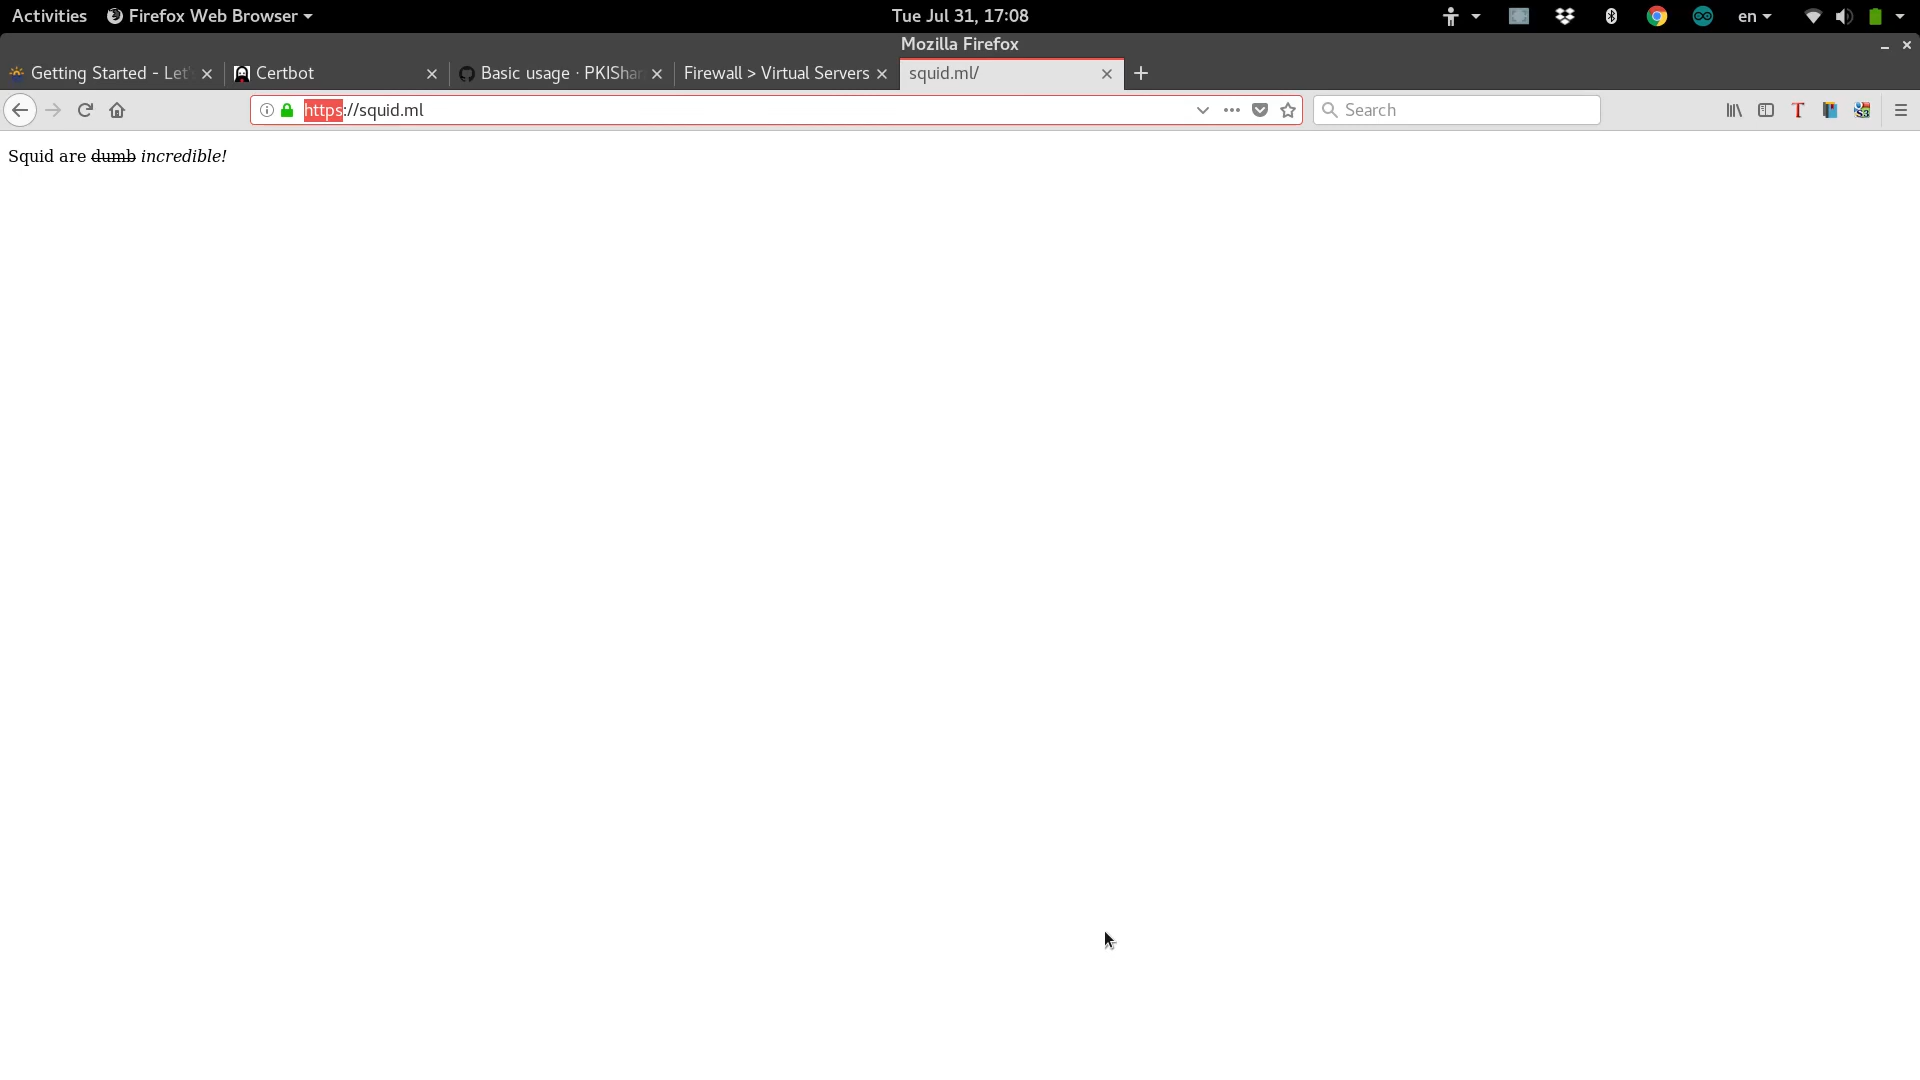 Activities Firefox Web Browser Tue Jul 31, 17:08 en
Mozilla Firefox
Getting Started - Let' Certbot Basic usage · PKIShar Firewall > Virtual Servers squid.ml/
https://squid.ml Search
Squid are dumb incredible!